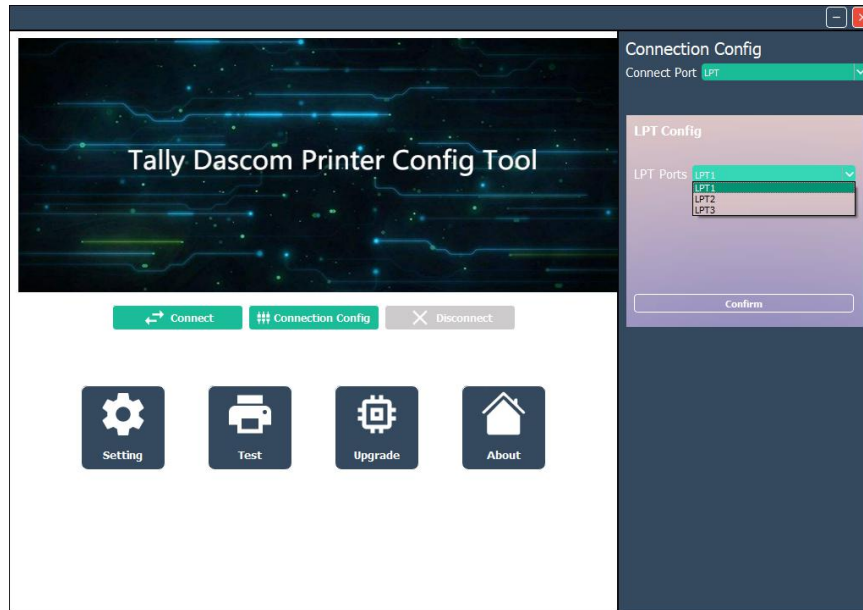 Tally Dascom Printer Config Tool
Connect
Connection Config
Disconnect
Setting
Test
Upgrade
About
Connection Config
Connect Port LPT
LPT Config
LPT Ports LPT1
LPT1
LPT2
LPT3
Confirm